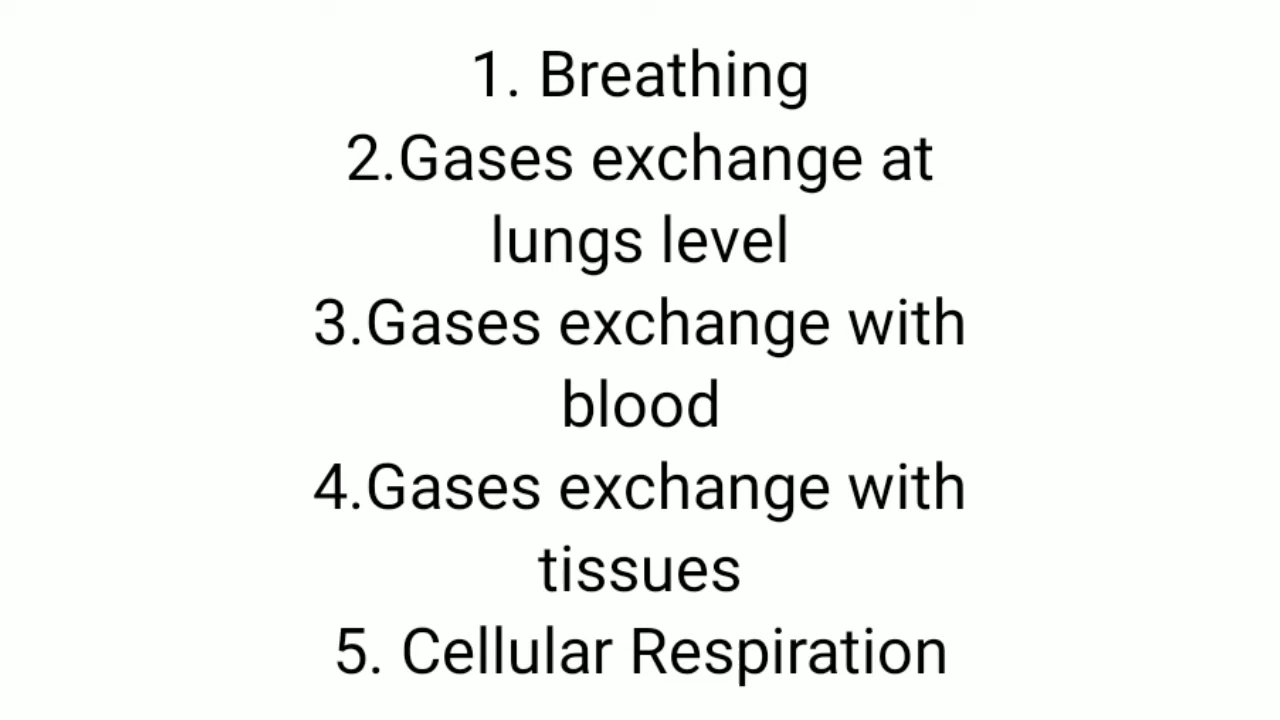 1. Breathing
2.Gases exchange at
lungs level
3.Gases exchange with
blood
4.Gases exchange with
tissues
5. Cellular Respiration